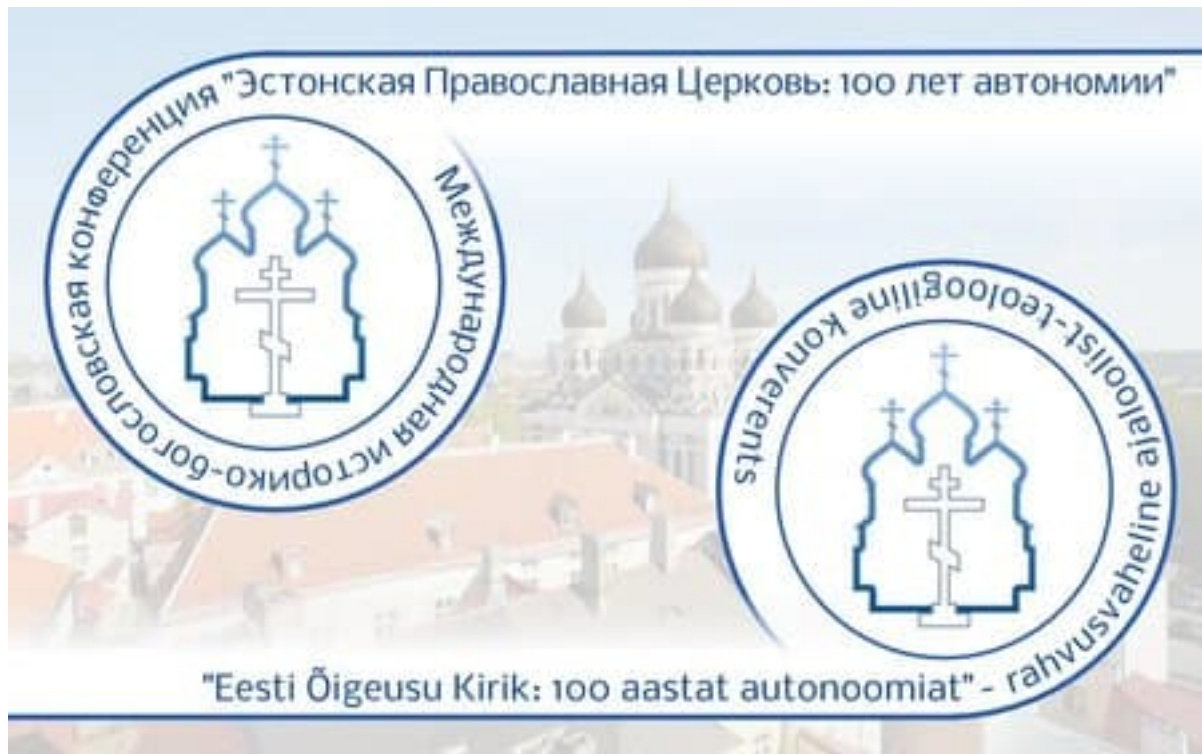 Международная историко-богословская конференция "Эстонская Православная Церковь: 100 лет автономии"
"Eesti Õigeusu Kirik: 100 aastat autonoomiat" - rahvusvaheline ajaloolist-teoloogiline konverents